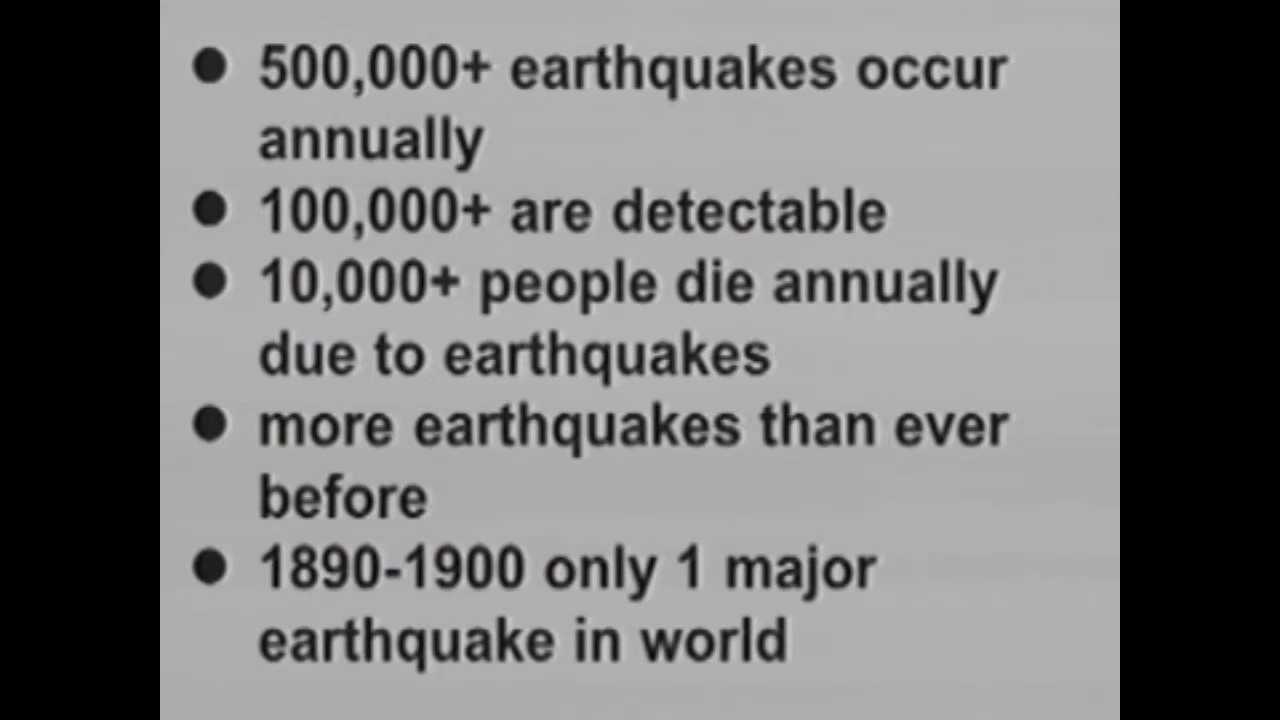 ● 500,000+ earthquakes occur
annually
● 100,000+ are detectable
● 10,000+ people die annually
due to earthquakes
● more earthquakes than ever
before
● 1890-1900 only 1 major
earthquake in world